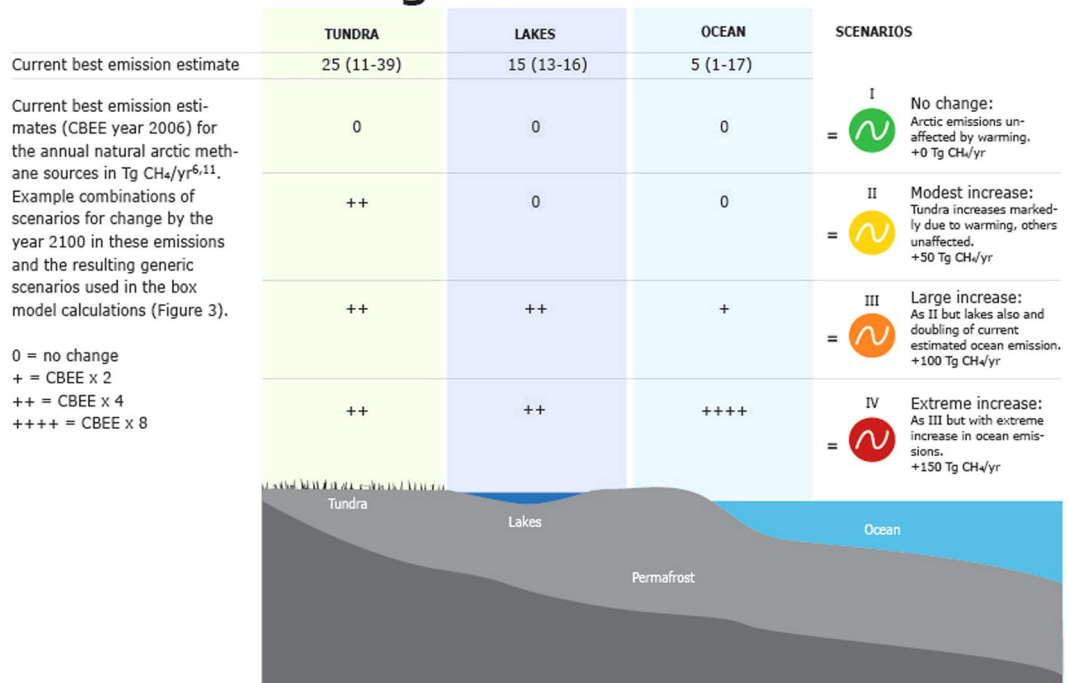 TUNDRA LAKES OCEAN SCENARIOS
Current best emission estimate 25 (11-39) 15 (13-16) 5 (1-17)
Current best emission esti-
mates (CBEE year 2006) for
the annual natural arctic meth-
ane sources in Tg CH₄/yr⁶,¹¹.
Example combinations of
scenarios for change by the
year 2100 in these emissions
and the resulting generic
scenarios used in the box
model calculations (Figure 3).
0 = no change
+ = CBEE x 2
++ = CBEE x 4
++++ = CBEE x 8
0 0 0 =
I
No change:
Arctic emissions un-
affected by warming.
+0 Tg CH₄/yr
++ 0 0 =
II
Modest increase:
Tundra increases marked-
ly due to warming, others
unaffected.
+50 Tg CH₄/yr
++ ++ + =
III
Large increase:
As II but lakes also and
doubling of current
estimated ocean emission.
+100 Tg CH₄/yr
++ ++ ++++ =
IV
Extreme increase:
As III but with extreme
increase in ocean emis-
sions.
+150 Tg CH₄/yr
Tundra
Lakes
Ocean
Permafrost